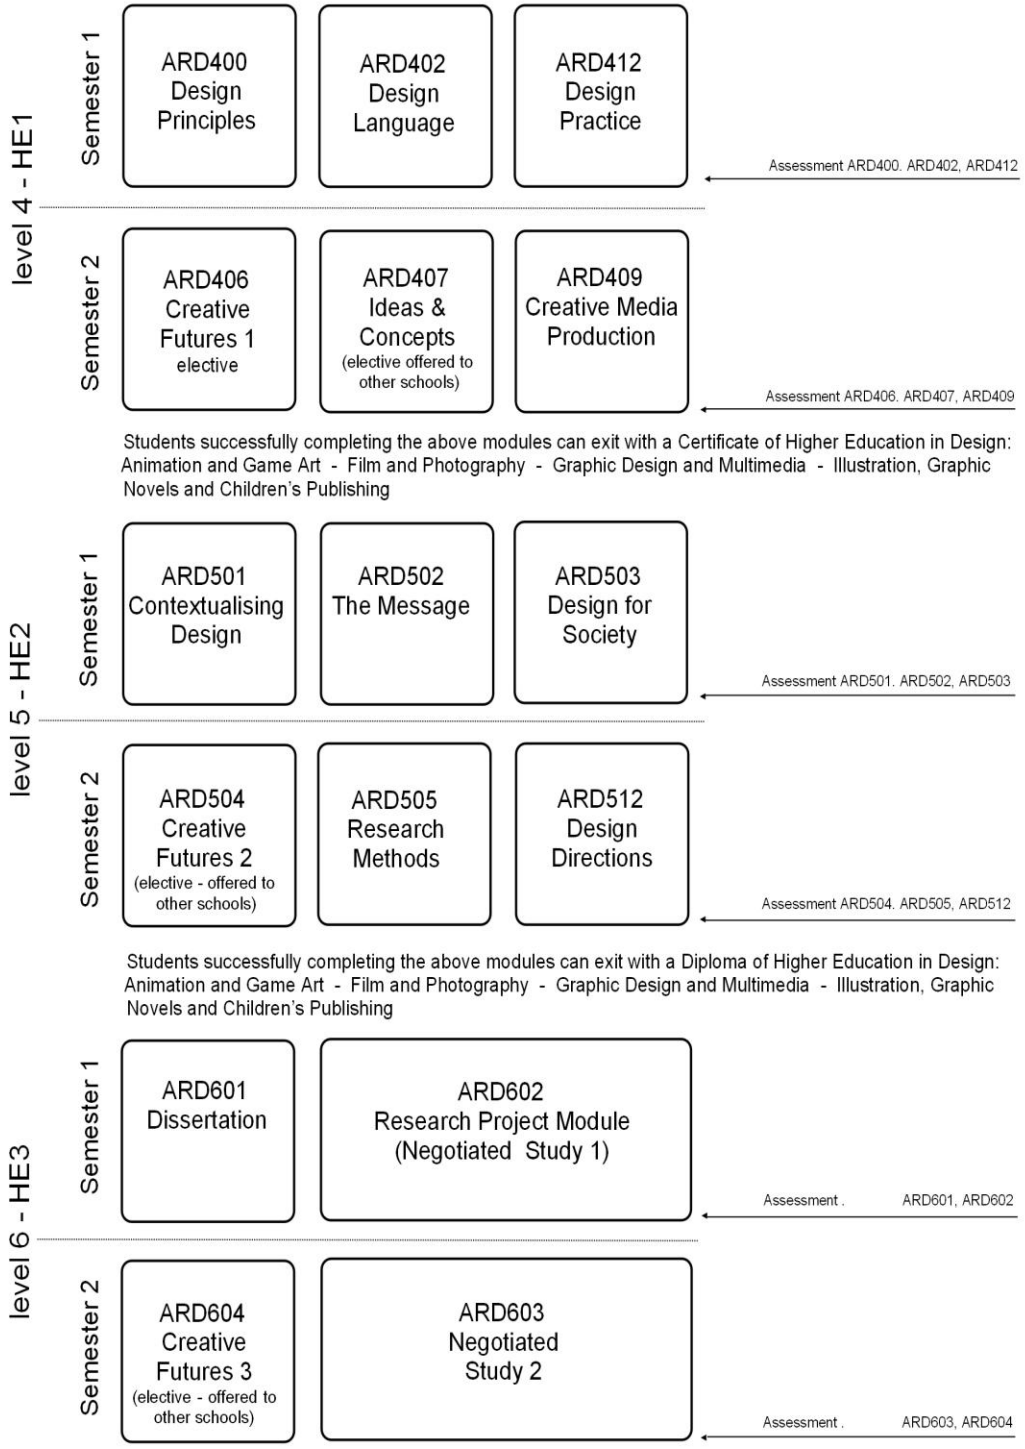 level 4 - HE1
Semester 1
ARD400
Design
Principles
ARD402
Design
Language
ARD412
Design
Practice
Assessment ARD400. ARD402, ARD412
Semester 2
ARD406
Creative
Futures 1
elective
ARD407
Ideas &
Concepts
(elective offered to
other schools)
ARD409
Creative Media
Production
Assessment ARD406. ARD407, ARD409
Students successfully completing the above modules can exit with a Certificate of Higher Education in Design:
Animation and Game Art - Film and Photography - Graphic Design and Multimedia - Illustration, Graphic
Novels and Children's Publishing
level 5 - HE2
Semester 1
ARD501
Contextualising
Design
ARD502
The Message
ARD503
Design for
Society
Assessment ARD501. ARD502, ARD503
Semester 2
ARD504
Creative
Futures 2
(elective - offered to
other schools)
ARD505
Research
Methods
ARD512
Design
Directions
Assessment ARD504. ARD505, ARD512
Students successfully completing the above modules can exit with a Diploma of Higher Education in Design:
Animation and Game Art - Film and Photography - Graphic Design and Multimedia - Illustration, Graphic
Novels and Children's Publishing
level 6 - HE3
Semester 1
ARD601
Dissertation
ARD602
Research Project Module
(Negotiated Study 1)
Assessment . ARD601, ARD602
Semester 2
ARD604
Creative
Futures 3
(elective - offered to
other schools)
ARD603
Negotiated
Study 2
Assessment . ARD603, ARD604